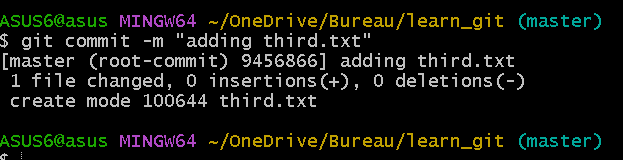 ASUS6@asus MINGW64 ~/OneDrive/Bureau/learn_git (master)
$ git commit -m "adding third.txt"
[master (root-commit) 9456866] adding third.txt
 1 file changed, 0 insertions(+), 0 deletions(-)
 create mode 100644 third.txt

ASUS6@asus MINGW64 ~/OneDrive/Bureau/learn_git (master)
$